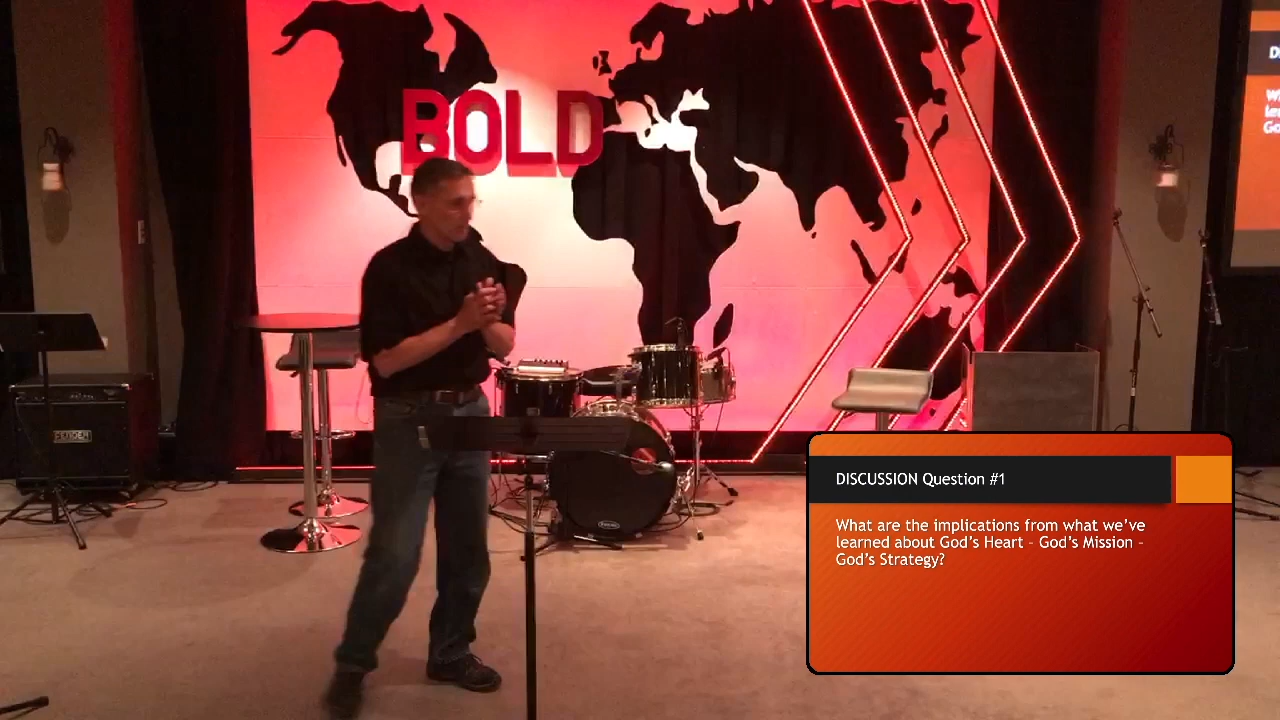 BOLD
FENDER
DISCUSSION Question #1
What are the implications from what we've
learned about God's Heart - God's Mission -
God's Strategy?